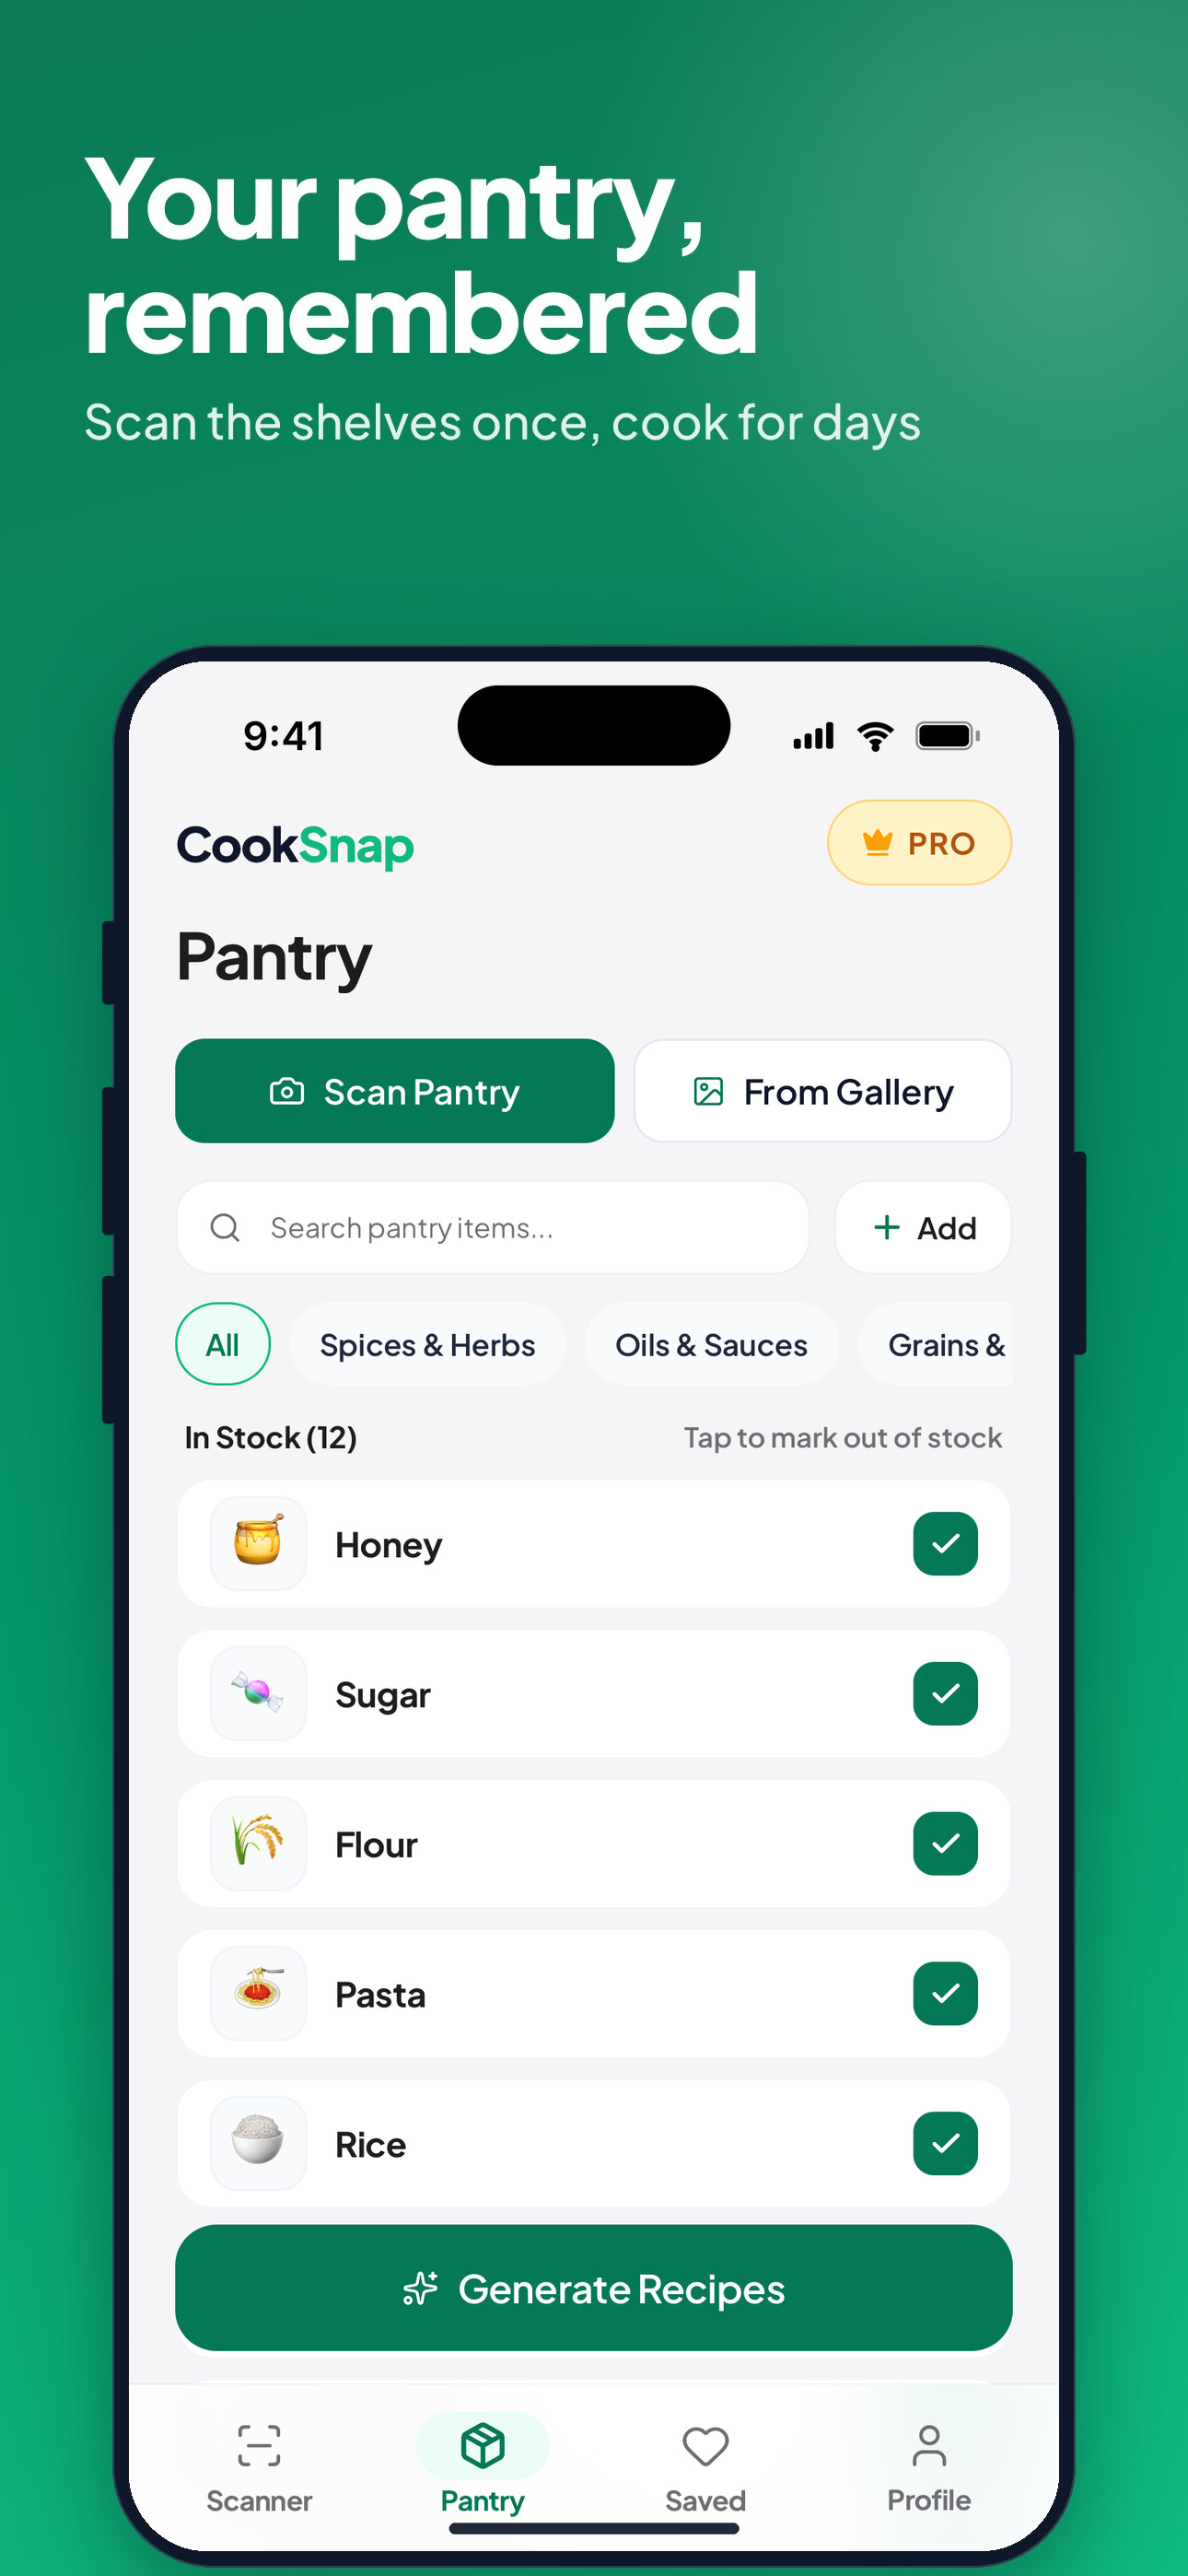 Your pantry,
remembered
Scan the shelves once, cook for days
9:41
CookSnap
PRO
Pantry
Scan Pantry
From Gallery
Search pantry items...
Add
All
Spices & Herbs
Oils & Sauces
Grains &
In Stock (12)
Tap to mark out of stock
Honey
Sugar
Flour
Pasta
Rice
Generate Recipes
Scanner
Pantry
Saved
Profile